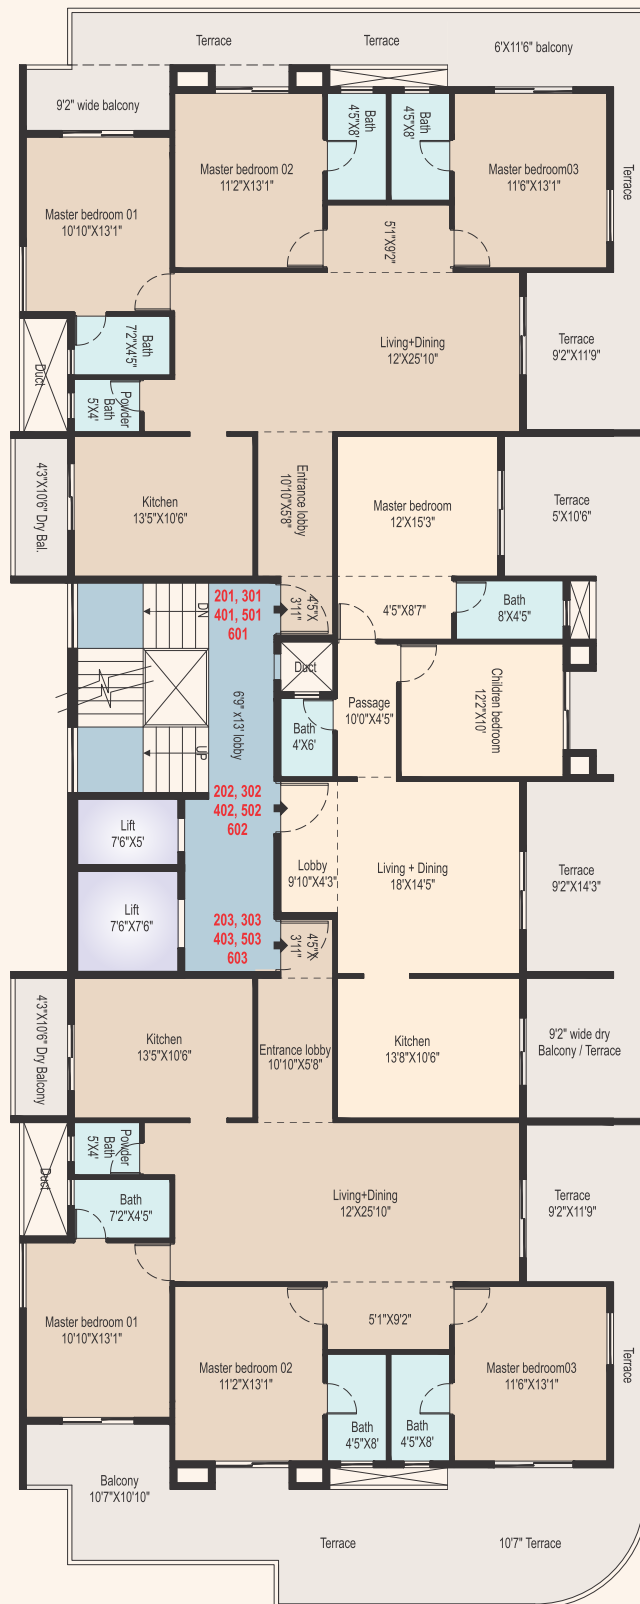 Terrace
Terrace
6'X11'6" balcony
9'2" wide balcony
Bath
4'5"X8'
Bath
4'5"X8'
Master bedroom 02
11'2"X13'1"
Master bedroom03
11'6"X13'1"
Terrace
Master bedroom 01
10'10"X13'1"
5'1"X9'2"
Bath
7'2"X4'5"
Living+Dining
12'X25'10"
Terrace
9'2"X11'9"
Duct
Powder
Bath
5'X4'
4'3"X10'6" Dry Bal.
Kitchen
13'5"X10'6"
Entrance lobby
10'10"X5'8"
Master bedroom
12'X15'3"
Terrace
5'X10'6"
201, 301
401, 501
601
DN
4'5"X
3'11"
4'5"X8'7"
Bath
8'X4'5"
Duct
6'9" x13' lobby
Passage
10'0"X4'5"
Children bedroom
12'2"X10'
Bath
4'X6'
UP
202, 302
402, 502
602
Lift
7'6"X5'
Lobby
9'10"X4'3"
Living + Dining
18'X14'5"
Terrace
9'2"X14'3"
Lift
7'6"X7'6"
203, 303
403, 503
603
4'5"X
3'11"
4'3"X10'6" Dry Balcony
Kitchen
13'5"X10'6"
Entrance lobby
10'10"X5'8"
Kitchen
13'8"X10'6"
9'2" wide dry
Balcony / Terrace
Powder
Bath
5'X4'
Duct
Bath
7'2"X4'5"
Living+Dining
12'X25'10"
Terrace
9'2"X11'9"
Master bedroom 01
10'10"X13'1"
5'1"X9'2"
Master bedroom 02
11'2"X13'1"
Master bedroom03
11'6"X13'1"
Terrace
Bath
4'5"X8'
Bath
4'5"X8'
Balcony
10'7"X10'10"
Terrace
10'7" Terrace